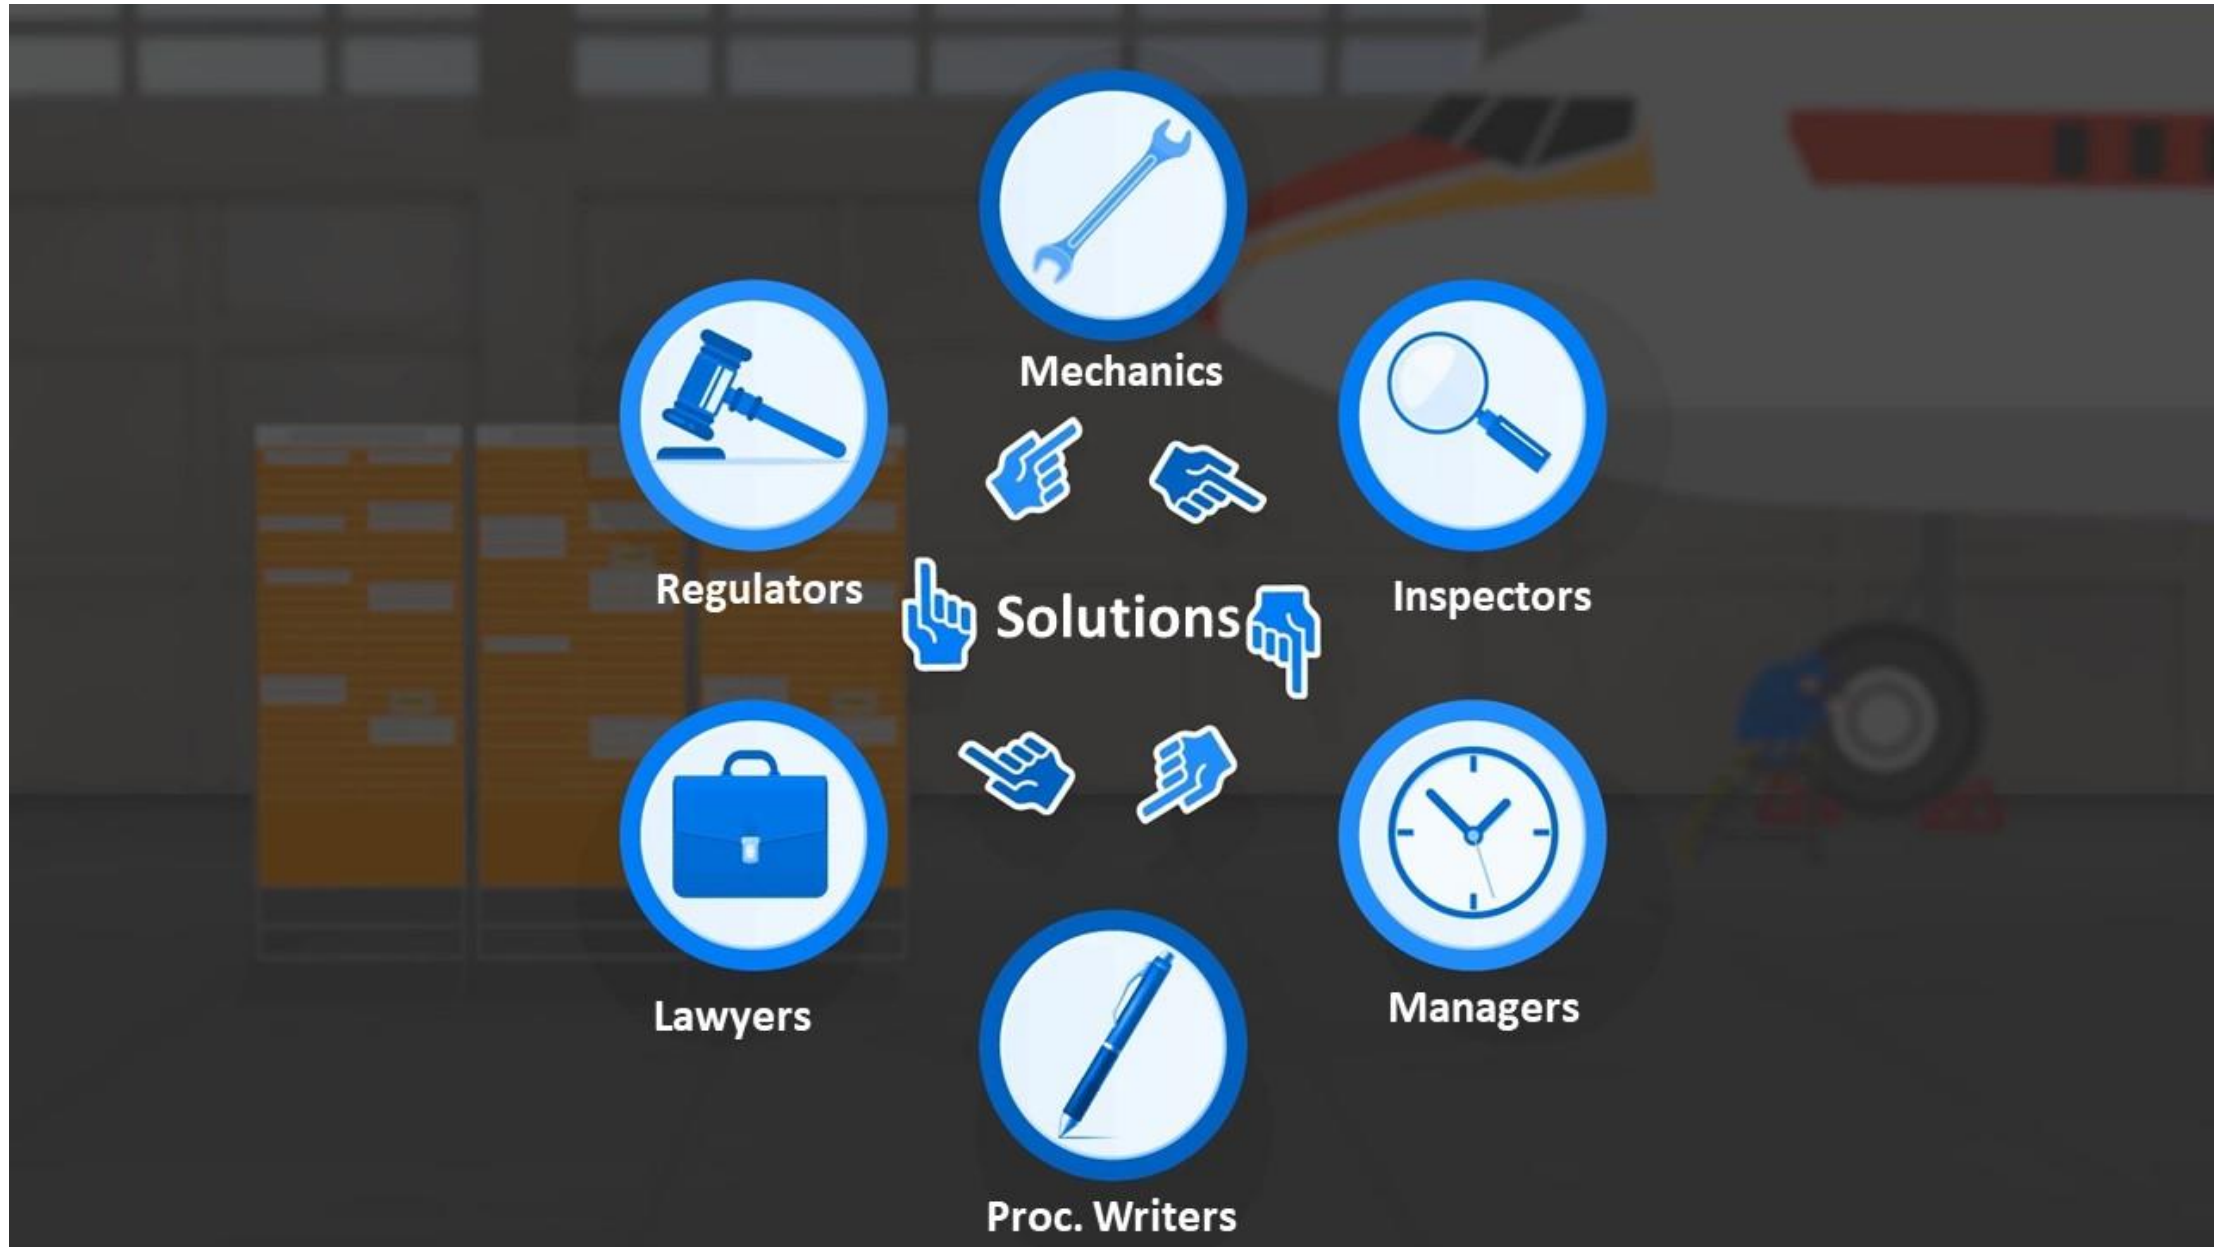 Mechanics
Regulators
Inspectors
Solutions
Lawyers
Managers
Proc. Writers